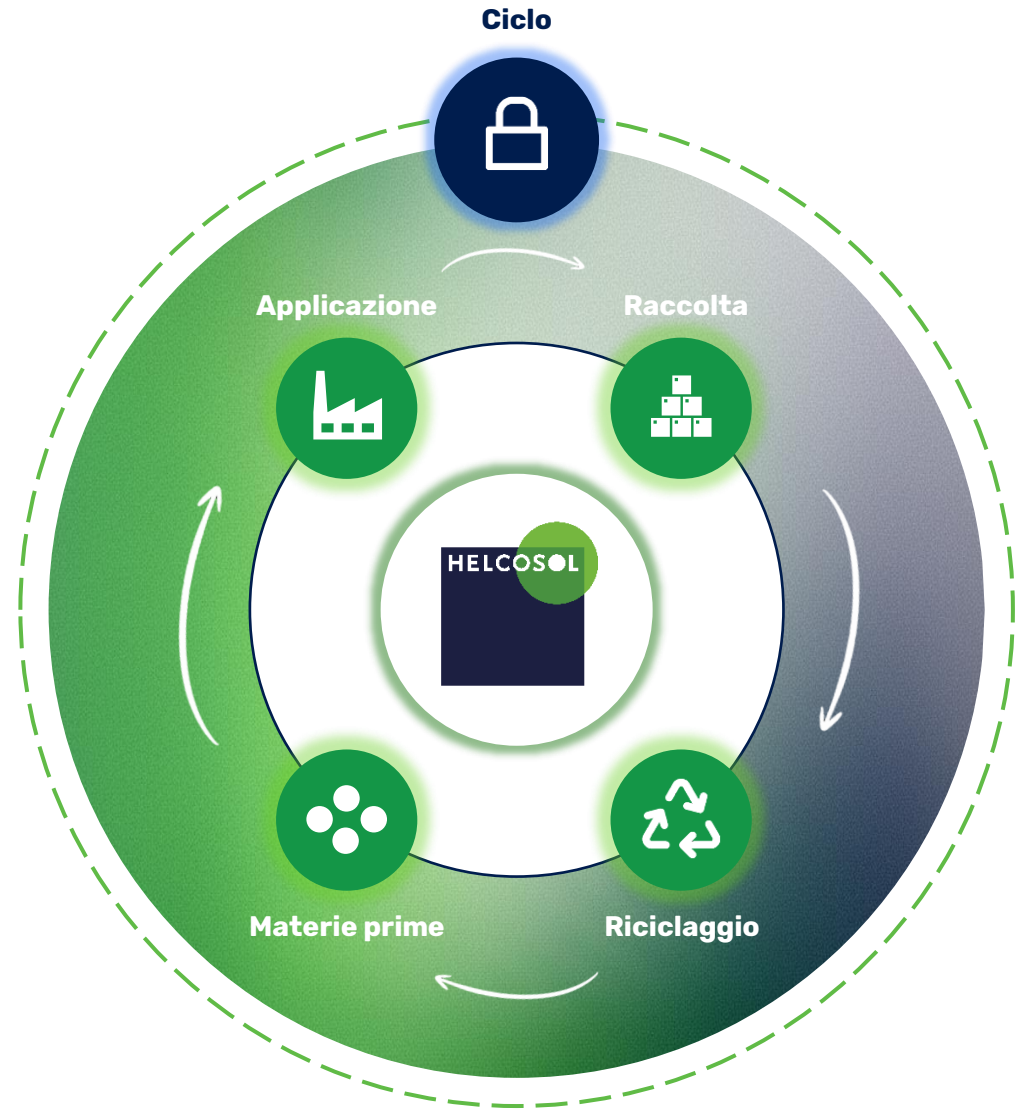 Ciclo
Applicazione
Raccolta
HELCOSOL
Materie prime
Riciclaggio